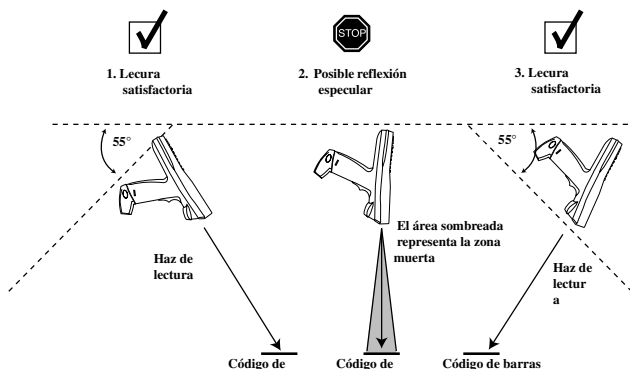 STOP
1. Lecura
satisfactoria
2. Posible reflexión
especular
3. Lecura
satisfactoria
55°
55°
El área sombreada
representa la zona
muerta
Haz de
lectura
Haz de
lectur
a
Código de
Código de
Código de barras